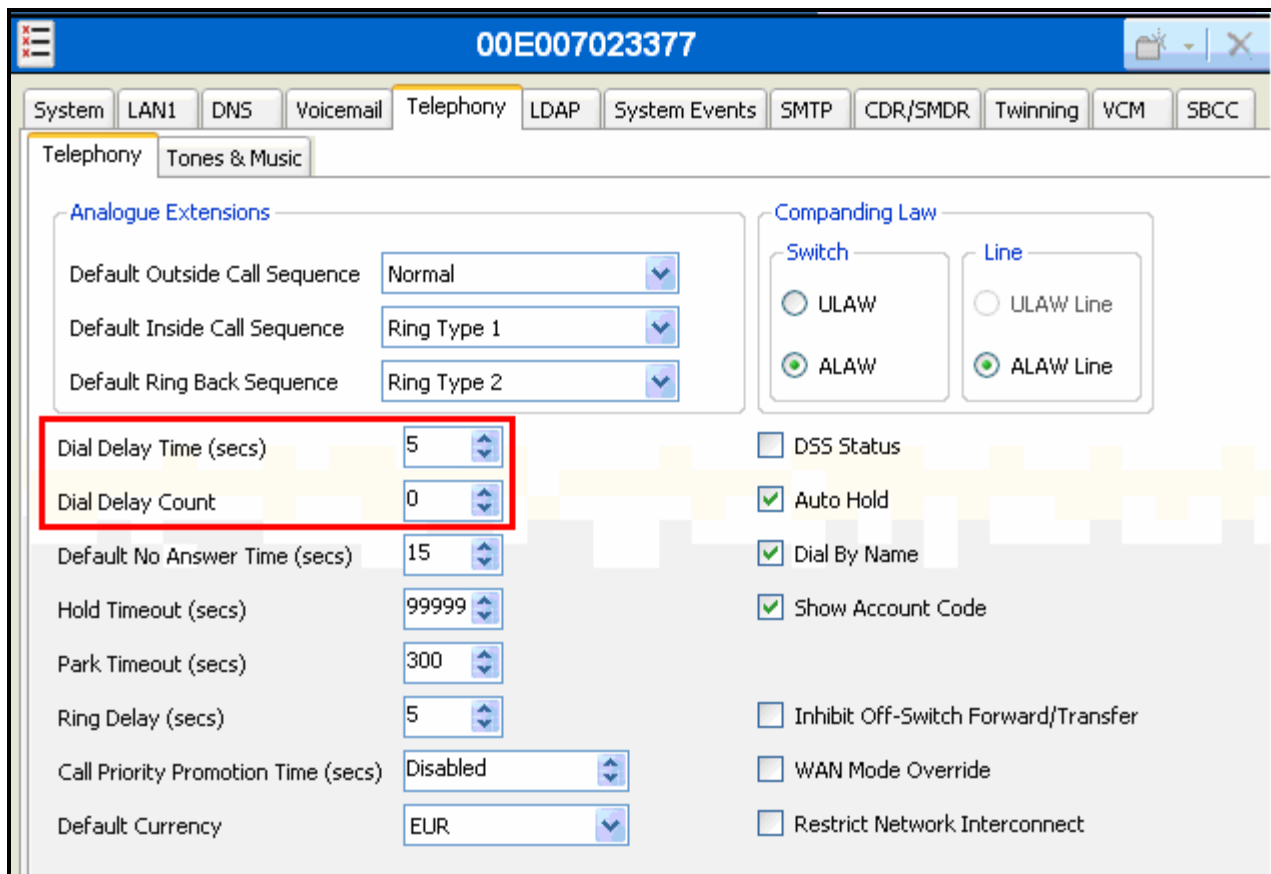 00E007023377
System LAN1 DNS Voicemail Telephony LDAP System Events SMTP CDR/SMDR Twinning VCM SBCC
Telephony Tones & Music
Analogue Extensions
Default Outside Call Sequence Normal
Default Inside Call Sequence Ring Type 1
Default Ring Back Sequence Ring Type 2
Companding Law
Switch
ULAW
ALAW
Line
ULAW Line
ALAW Line
Dial Delay Time (secs) 5
Dial Delay Count 0
Default No Answer Time (secs) 15
Hold Timeout (secs) 99999
Park Timeout (secs) 300
Ring Delay (secs) 5
Call Priority Promotion Time (secs) Disabled
Default Currency EUR
DSS Status
Auto Hold
Dial By Name
Show Account Code
Inhibit Off-Switch Forward/Transfer
WAN Mode Override
Restrict Network Interconnect